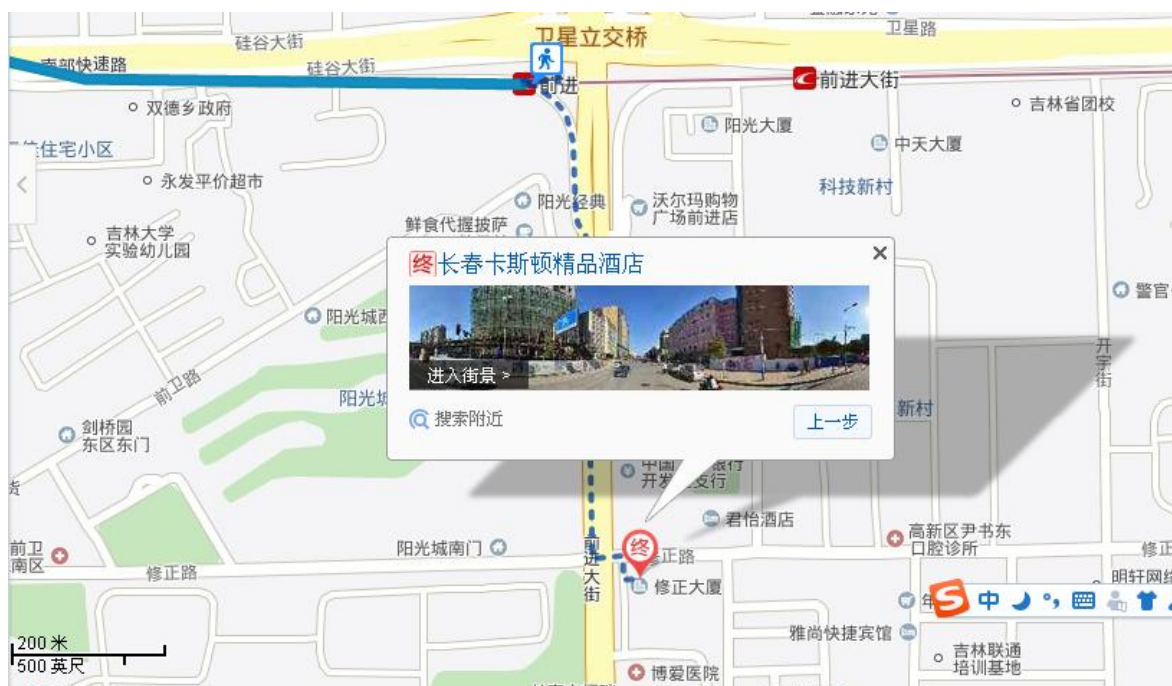 卫星立交桥
卫星路
硅谷大街
南部快速路
硅谷大街
前进
前进大街
双德乡政府
吉林省团校
阳光大厦
中天大厦
住宅小区
永发平价超市
科技新村
阳光经典
沃尔玛购物
广场前进店
鲜食代握披萨
吉林大学
实验幼儿园
终 长春卡斯顿精品酒店
进入街景 >
搜索附近
上一步
阳光城西
警官
开宇街
前卫路
阳光城
新村
剑桥园
东区东门
中国
银行
开发
支行
君怡酒店
高新区尹书东
口腔诊所
阳光城南门
前卫
南区
修正路
前进大街
终
修正路
修正
修正大厦
明轩网络
中
年
雅尚快捷宾馆
吉林联通
培训基地
博爱医院
200 米
500 英尺